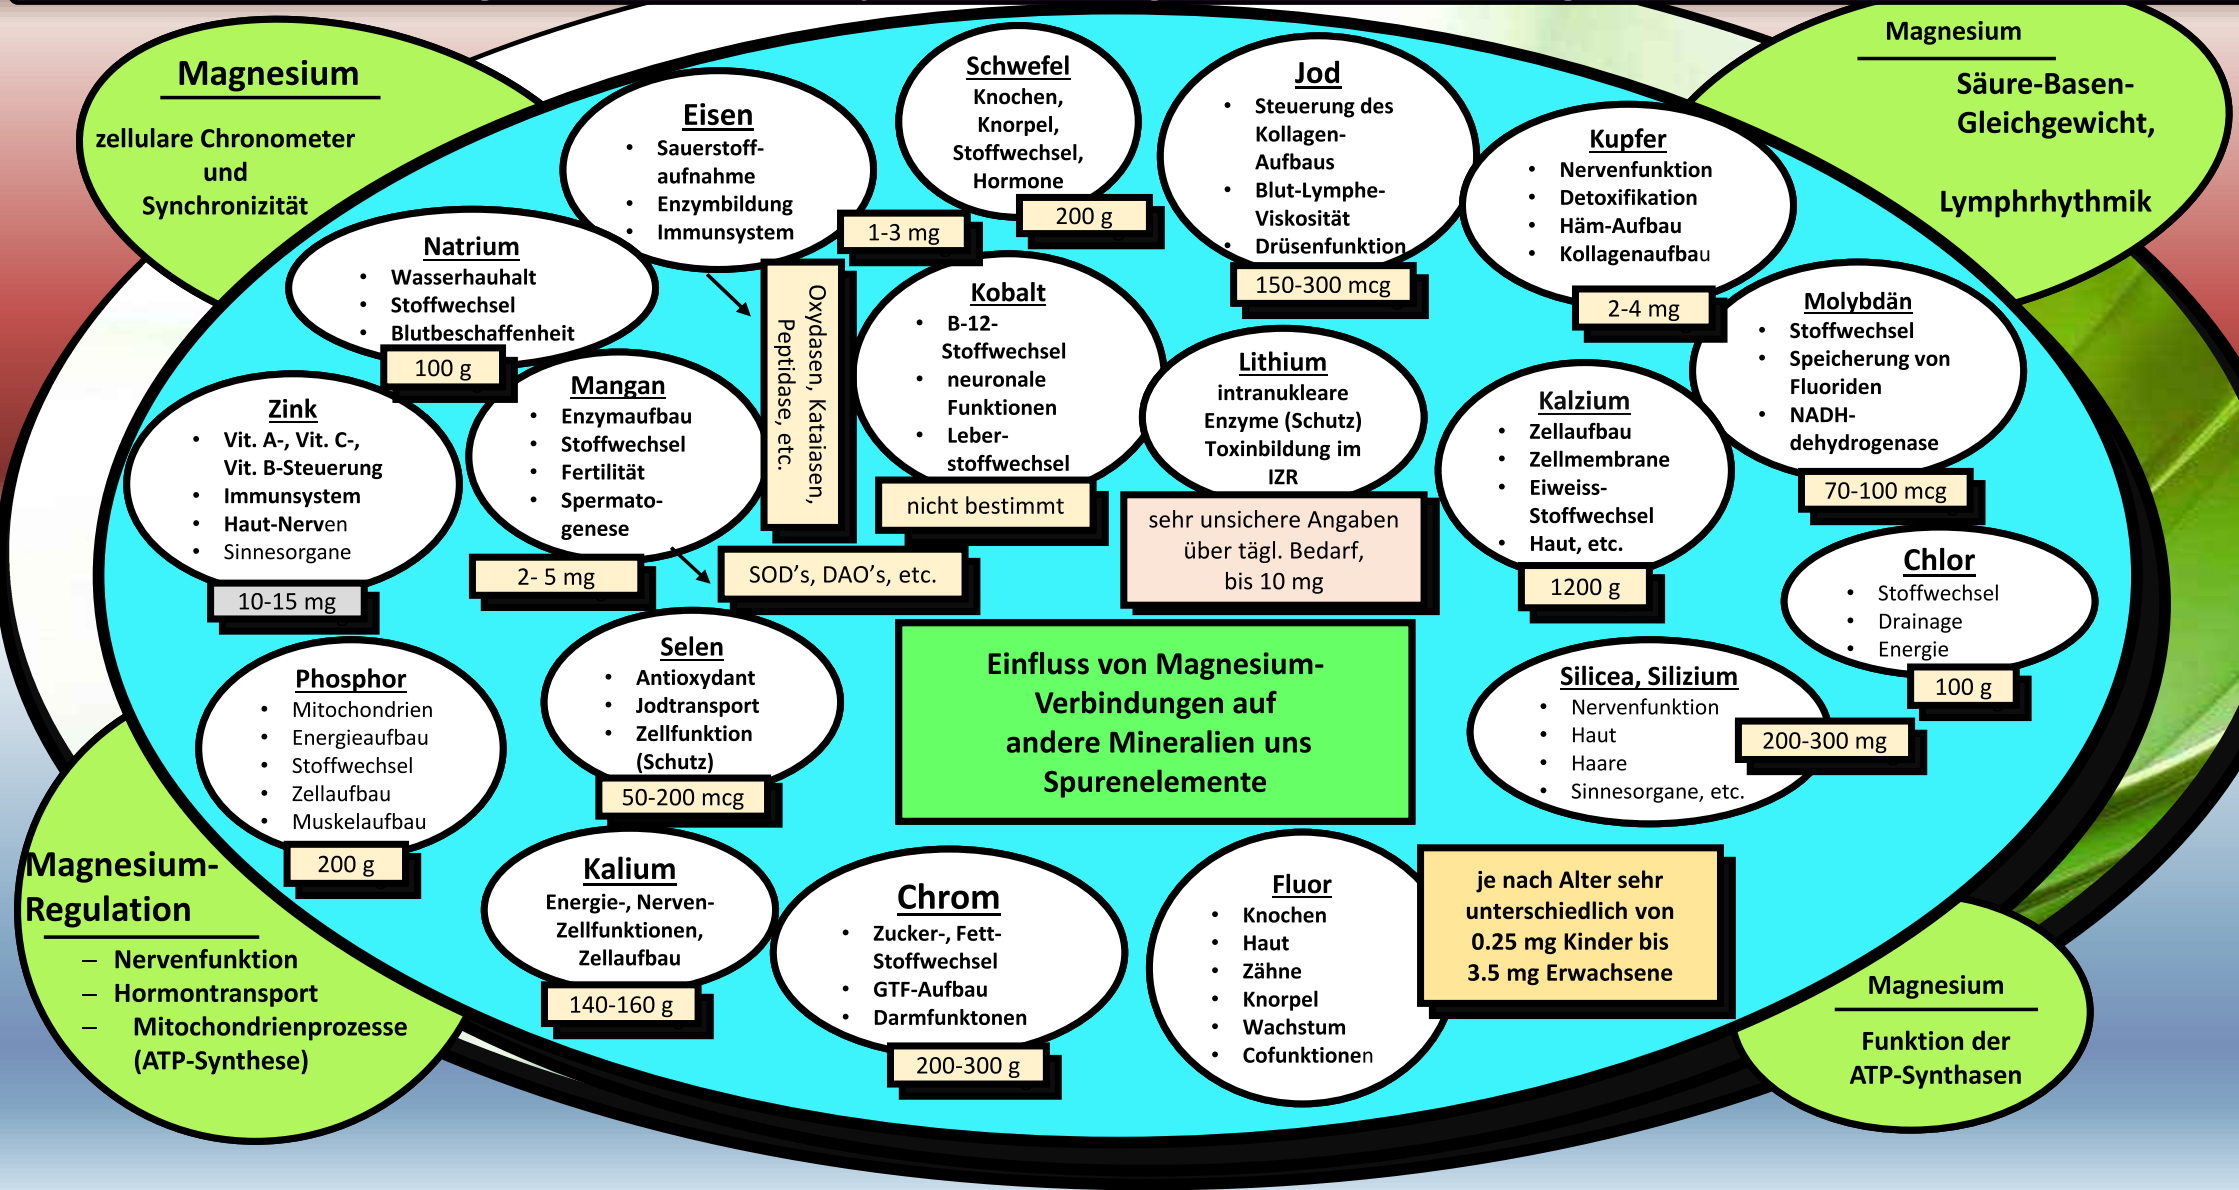 Magnesium
zellulare Chronometer
und
Synchronizität
Magnesium
Säure-Basen-
Gleichgewicht,
Lymphrhythmik
Eisen
• Sauerstoff-
aufnahme
• Enzymbildung
• Immunsystem
1-3 mg
Oxydasen, Kataiasen,
Peptidase, etc.
Schwefel
Knochen,
Knorpel,
Stoffwechsel,
Hormone
200 g
Jod
• Steuerung des
Kollagen-
Aufbaus
• Blut-Lymphe-
Viskosität
• Drüsenfunktion
150-300 mcg
Kupfer
• Nervenfunktion
• Detoxifikation
• Häm-Aufbau
• Kollagenaufbau
2-4 mg
Natrium
• Wasserhauhalt
• Stoffwechsel
• Blutbeschaffenheit
100 g
Kobalt
• B-12-
Stoffwechsel
• neuronale
Funktionen
• Leber-
stoffwechsel
nicht bestimmt
Molybdän
• Stoffwechsel
• Speicherung von
Fluoriden
• NADH-
dehydrogenase
70-100 mcg
Zink
• Vit. A-, Vit. C-,
Vit. B-Steuerung
• Immunsystem
• Haut-Nerven
• Sinnesorgane
10-15 mg
Mangan
• Enzymaufbau
• Stoffwechsel
• Fertilität
• Spermato-
genese
2- 5 mg
SOD’s, DAO’s, etc.
Lithium
intranukleare
Enzyme (Schutz)
Toxinbildung im
IZR
sehr unsichere Angaben
über tägl. Bedarf,
bis 10 mg
Kalzium
• Zellaufbau
• Zellmembrane
• Eiweiss-
Stoffwechsel
• Haut, etc.
1200 g
Chlor
• Stoffwechsel
• Drainage
• Energie
100 g
Phosphor
• Mitochondrien
• Energieaufbau
• Stoffwechsel
• Zellaufbau
• Muskelaufbau
200 g
Selen
• Antioxydant
• Jodtransport
• Zellfunktion
(Schutz)
50-200 mcg
Einfluss von Magnesium-
Verbindungen auf
andere Mineralien uns
Spurenelemente
Silicea, Silizium
• Nervenfunktion
• Haut
• Haare
• Sinnesorgane, etc.
200-300 mg
Magnesium-
Regulation
– Nervenfunktion
– Hormontransport
– Mitochondrienprozesse
(ATP-Synthese)
Kalium
Energie-, Nerven-
Zellfunktionen,
Zellaufbau
140-160 g
Chrom
• Zucker-, Fett-
Stoffwechsel
• GTF-Aufbau
• Darmfunktonen
200-300 g
Fluor
• Knochen
• Haut
• Zähne
• Knorpel
• Wachstum
• Cofunktionen
je nach Alter sehr
unterschiedlich von
0.25 mg Kinder bis
3.5 mg Erwachsene
Magnesium
Funktion der
ATP-Synthasen